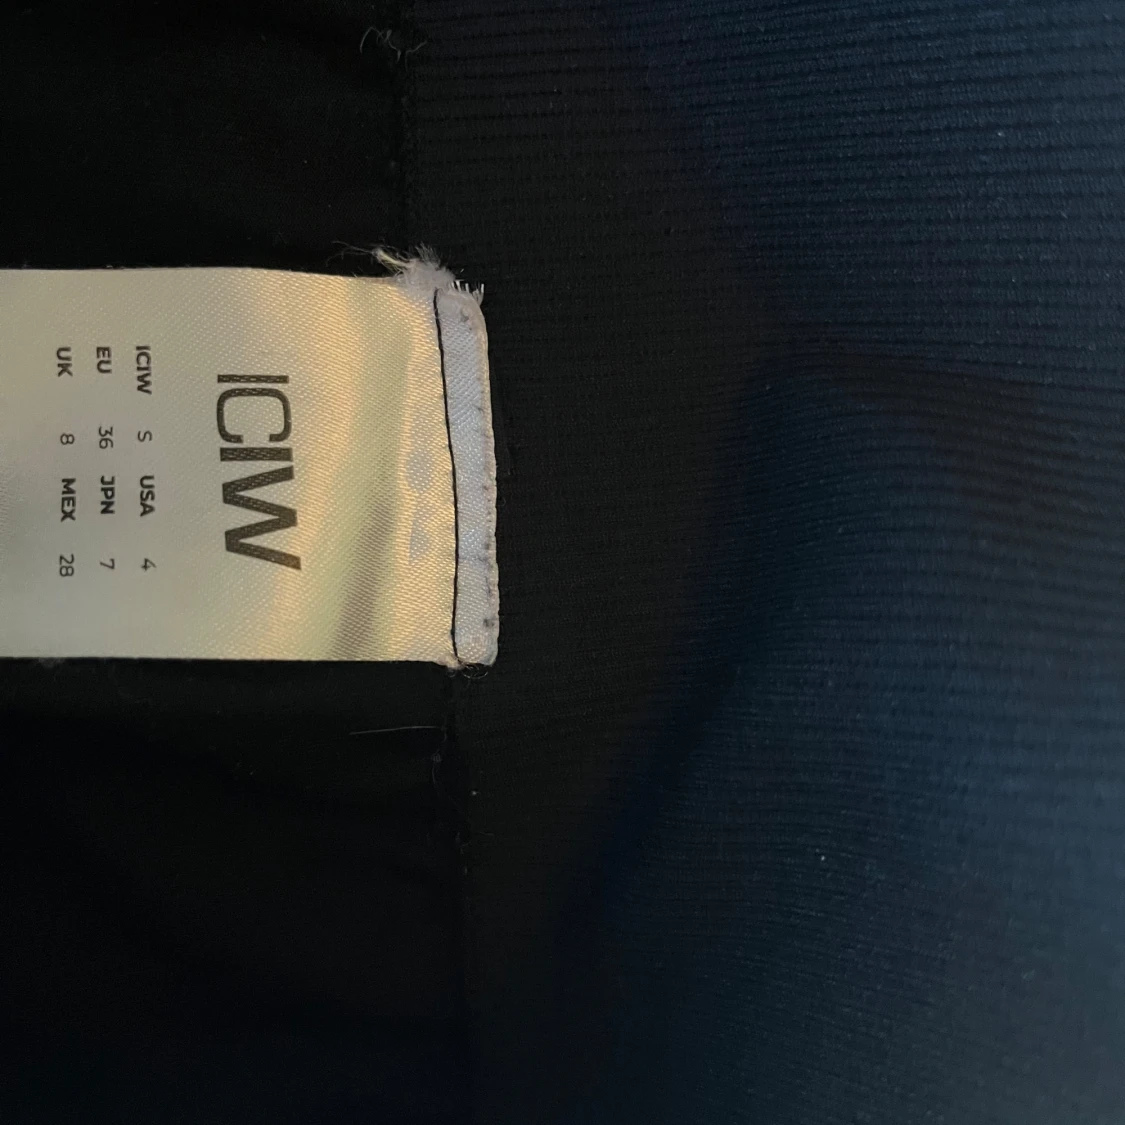 ICIW
ICIW S USA 4
EU 36 JPN 7
UK 8 MEX 28